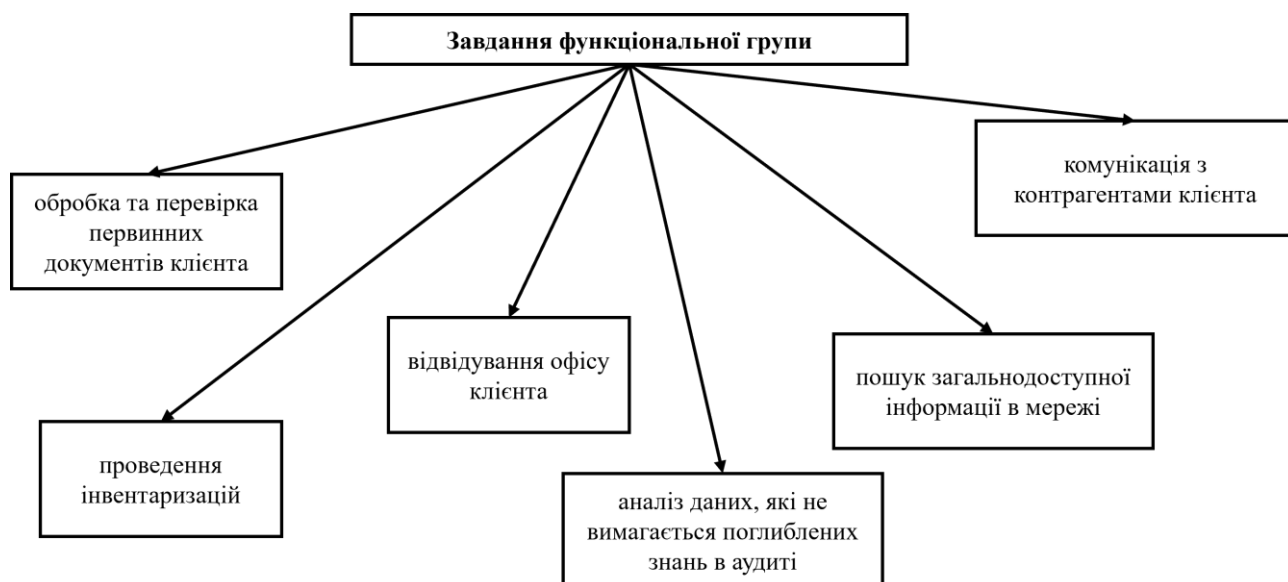 Завдання функціональної групи
обробка та перевірка
первинних
документів клієнта
комунікація з
контрагентами клієнта
відвідування офісу
клієнта
пошук загальнодоступної
інформації в мережі
проведення
інвентаризацій
аналіз даних, які не
вимагається поглиблених
знань в аудиті